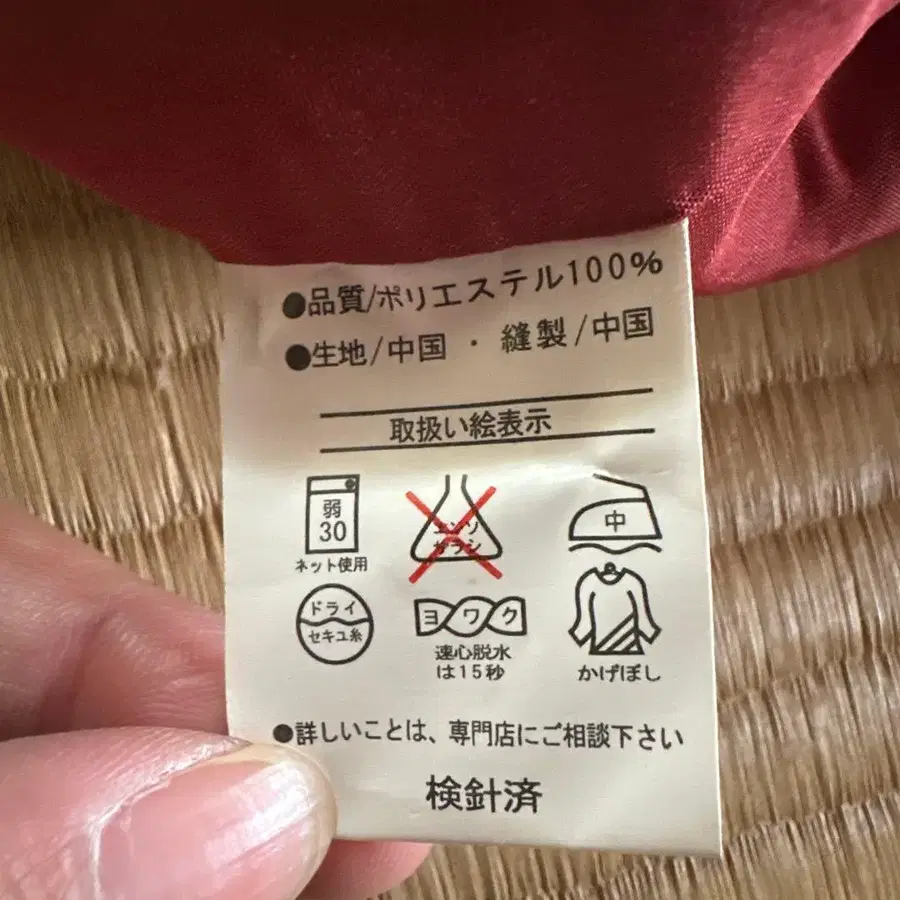 ●品質/ポリエステル100%
●生地/中国・縫製/中国
取扱い絵表示
弱
30
ネット使用
エンソ
サラシ
中
ドライ
セキユ系
ヨワク
遠心脱水
は15秒
かげぼし
●詳しいことは、専門店にご相談下さい
検針済